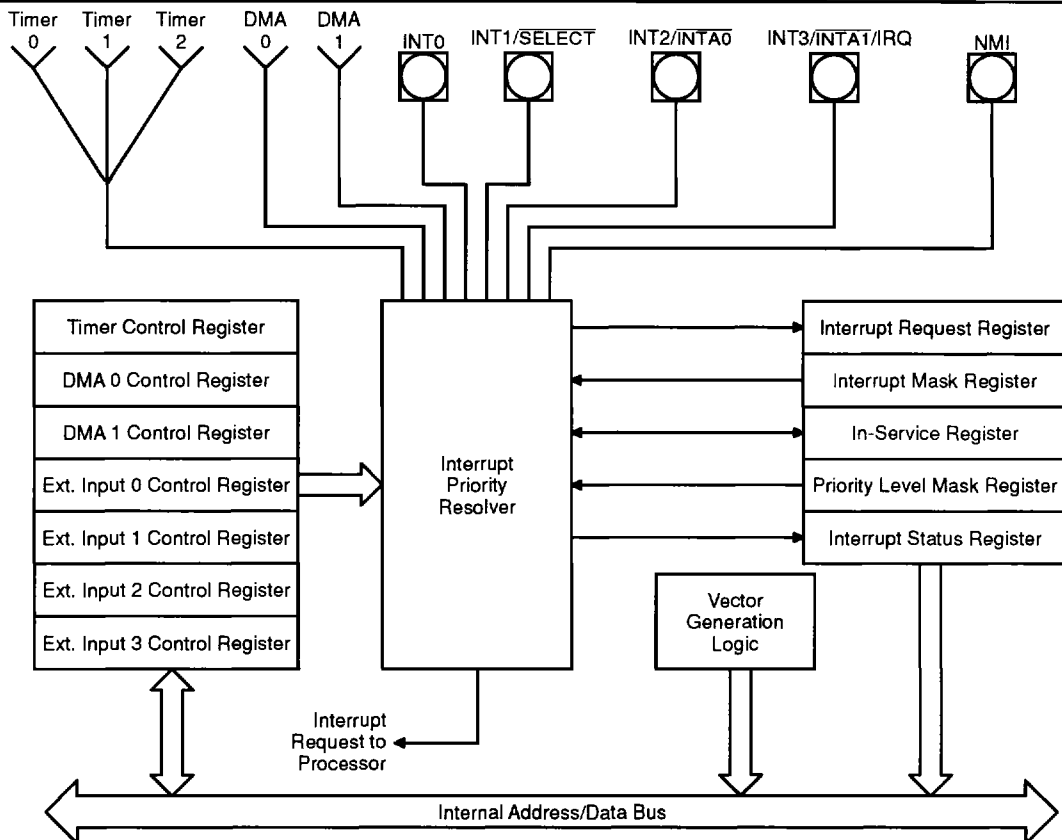 Timer 0
Timer 1
Timer 2
DMA 0
DMA 1
INT0
INT1/S̅E̅L̅E̅C̅T̅
INT2/I̅N̅T̅A̅0̅
INT3/I̅N̅T̅A̅1̅/IRQ
NMI
Timer Control Register
DMA 0 Control Register
DMA 1 Control Register
Ext. Input 0 Control Register
Ext. Input 1 Control Register
Ext. Input 2 Control Register
Ext. Input 3 Control Register
Interrupt
Priority
Resolver
Interrupt Request Register
Interrupt Mask Register
In-Service Register
Priority Level Mask Register
Interrupt Status Register
Vector
Generation
Logic
Interrupt
Request to
Processor
Internal Address/Data Bus